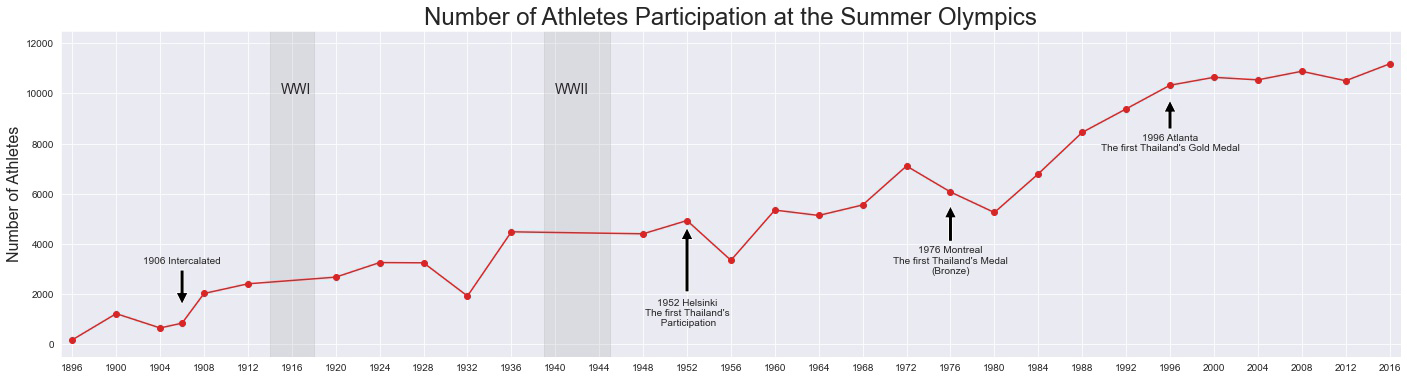 Number of Athletes Participation at the Summer Olympics
Number of Athletes
12000
10000
8000
6000
4000
2000
0
WWI
WWII
1906 Intercalated
1952 Helsinki
The first Thailand's
Participation
1976 Montreal
The first Thailand's Medal
(Bronze)
1996 Atlanta
The first Thailand's Gold Medal
1896 1900 1904 1908 1912 1916 1920 1924 1928 1932 1936 1940 1944 1948 1952 1956 1960 1964 1968 1972 1976 1980 1984 1988 1992 1996 2000 2004 2008 2012 2016